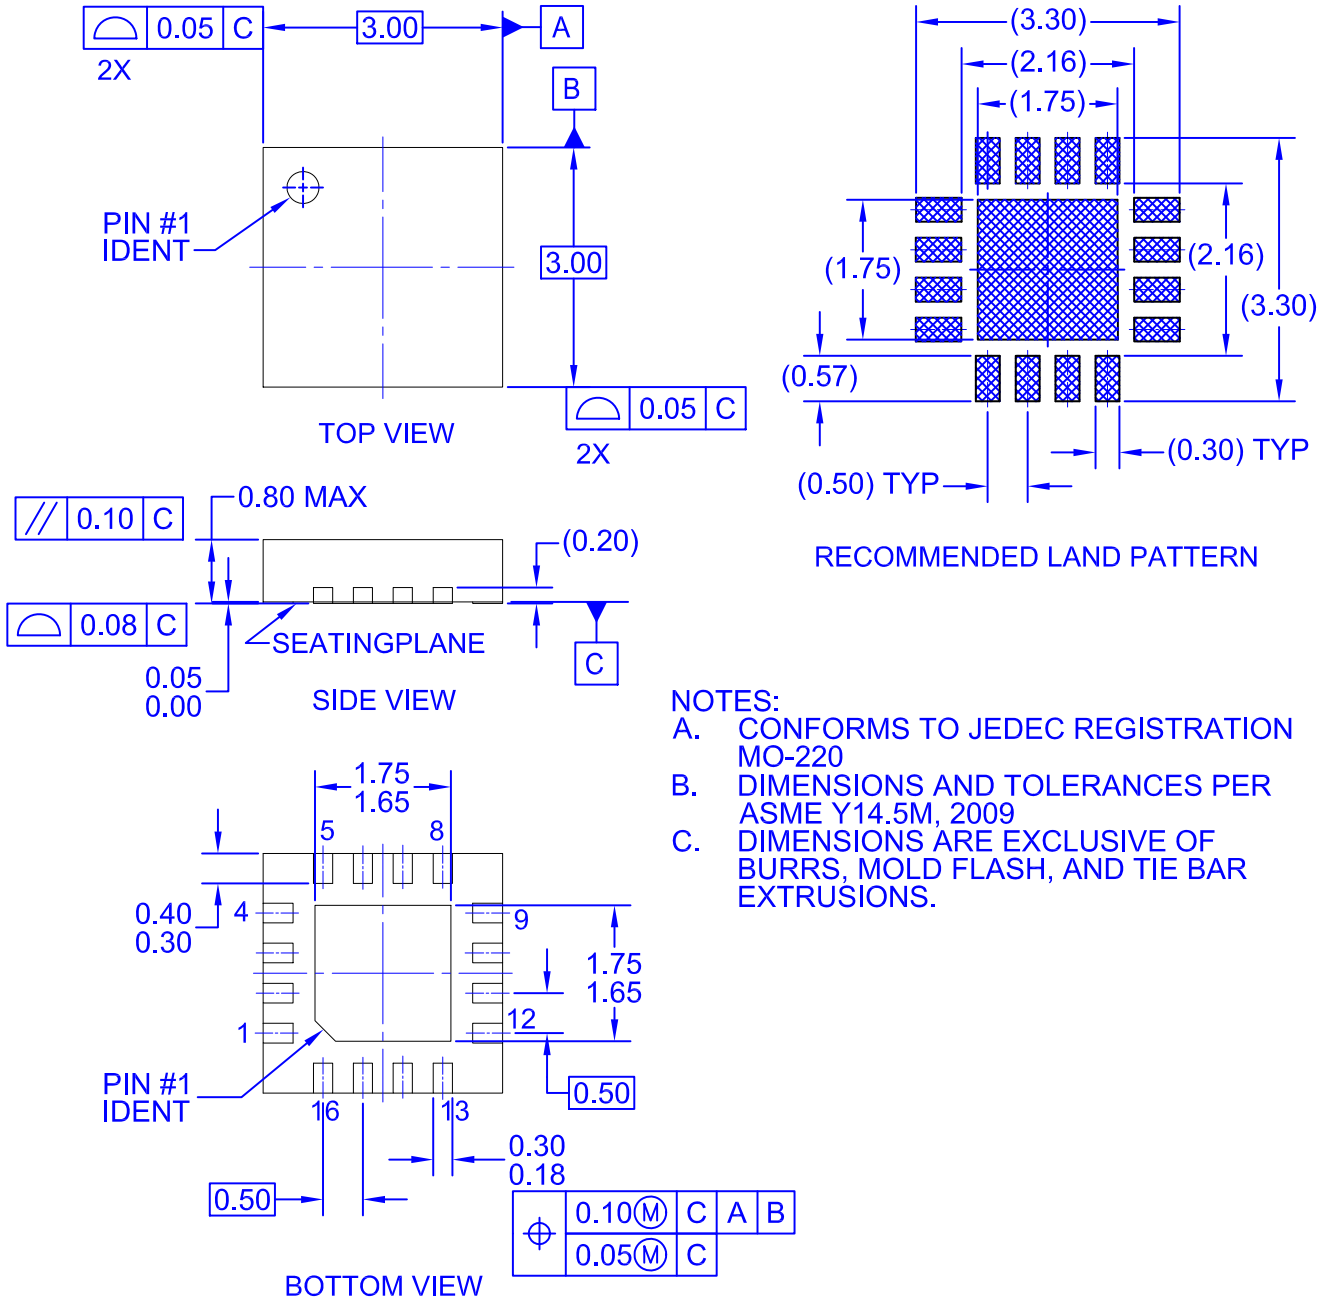 0.05 C
2X
3.00
A
B
PIN #1
IDENT
3.00
0.05 C
2X
TOP VIEW
(3.30)
(2.16)
(1.75)
(1.75)
(2.16)
(3.30)
(0.57)
(0.50) TYP
(0.30) TYP
RECOMMENDED LAND PATTERN
// 0.10 C
0.80 MAX
(0.20)
0.08 C
SEATINGPLANE
C
0.05
0.00
SIDE VIEW
NOTES:
A. CONFORMS TO JEDEC REGISTRATION
MO-220
B. DIMENSIONS AND TOLERANCES PER
ASME Y14.5M, 2009
C. DIMENSIONS ARE EXCLUSIVE OF
BURRS, MOLD FLASH, AND TIE BAR
EXTRUSIONS.
1.75
1.65
5 8
0.40
0.30
4 9
1.75
1.65
1 12
PIN #1
IDENT
0.50
16 13
0.30
0.18
0.50
0.10Ⓜ C A B
0.05Ⓜ C
BOTTOM VIEW